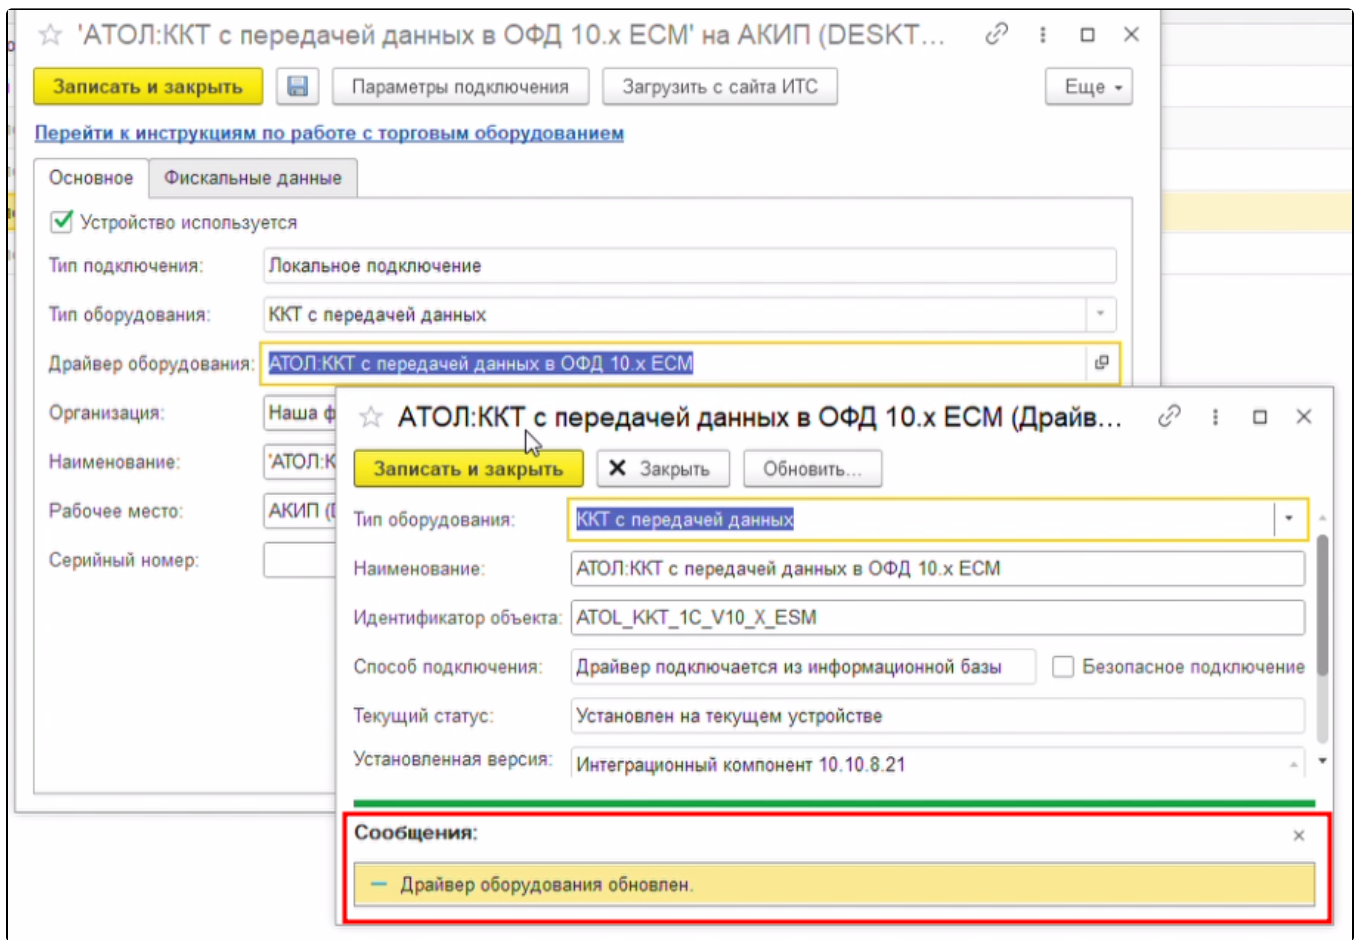 'АТОЛ:ККТ с передачей данных в ОФД 10.x ЕСМ' на АКИП (DESKT...
Записать и закрыть
Параметры подключения
Загрузить с сайта ИТС
Еще
Перейти к инструкциям по работе с торговым оборудованием
Основное
Фискальные данные
Устройство используется
Тип подключения: Локальное подключение
Тип оборудования: ККТ с передачей данных
Драйвер оборудования: АТОЛ:ККТ с передачей данных в ОФД 10.x ЕСМ
Организация: Наша ф
Наименование: 'АТОЛ:К
Рабочее место: АКИП (D
Серийный номер:
АТОЛ:ККТ с передачей данных в ОФД 10.x ЕСМ (Драйв...
Записать и закрыть
Закрыть
Обновить...
Тип оборудования: ККТ с передачей данных
Наименование: АТОЛ:ККТ с передачей данных в ОФД 10.x ЕСМ
Идентификатор объекта: ATOL_KKT_1C_V10_X_ESM
Способ подключения: Драйвер подключается из информационной базы
Безопасное подключение
Текущий статус: Установлен на текущем устройстве
Установленная версия: Интеграционный компонент 10.10.8.21
Сообщения:
Драйвер оборудования обновлен.